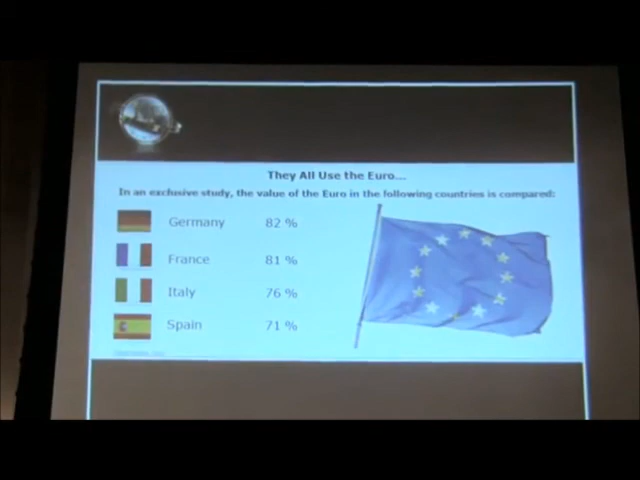 They All Use the Euro...
In an exclusive study, the value of the Euro in the following countries is compared:
Germany 82 %
France 81 %
Italy 76 %
Spain 71 %